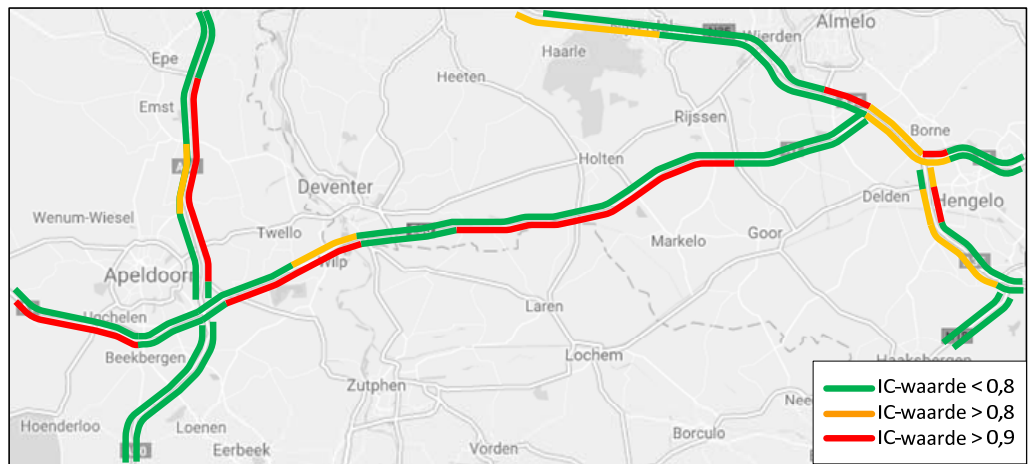 Almelo
Wierden
Haarle
Epe
Heeten
Emst
Rijssen
Borne
Holten
Deventer
Delden
Hengelo
Wenum-Wiesel
Twello
Goor
Markelo
Wilp
Apeldoorn
Laren
Ugchelen
Beekbergen
Lochem
Haaksbergen
Zutphen
Hoenderloo
Loenen
Eerbeek
Vorden
Borculo
IC-waarde < 0,8
IC-waarde > 0,8
IC-waarde > 0,9